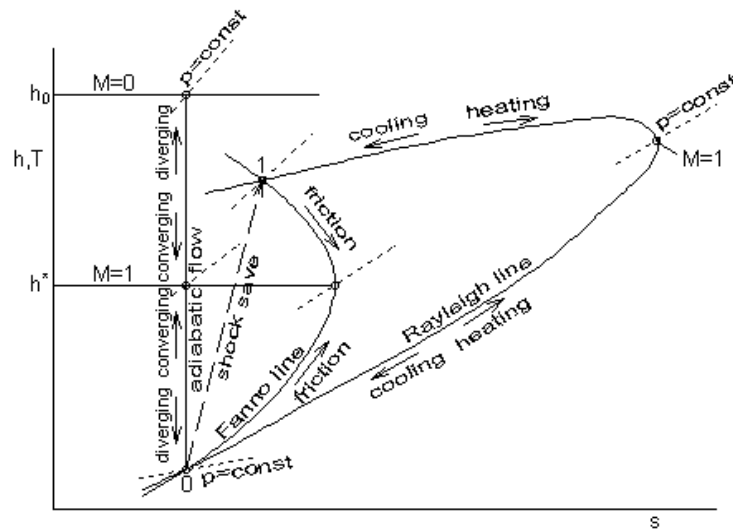 p=const
h₀
M=0
p=const
cooling
heating
M=1
h,T
1
friction
h*
M=1
diverging converging converging diverging
adiabatic flow
shock save
Fanno line
friction
Rayleigh line
cooling heating
0
p=const
s